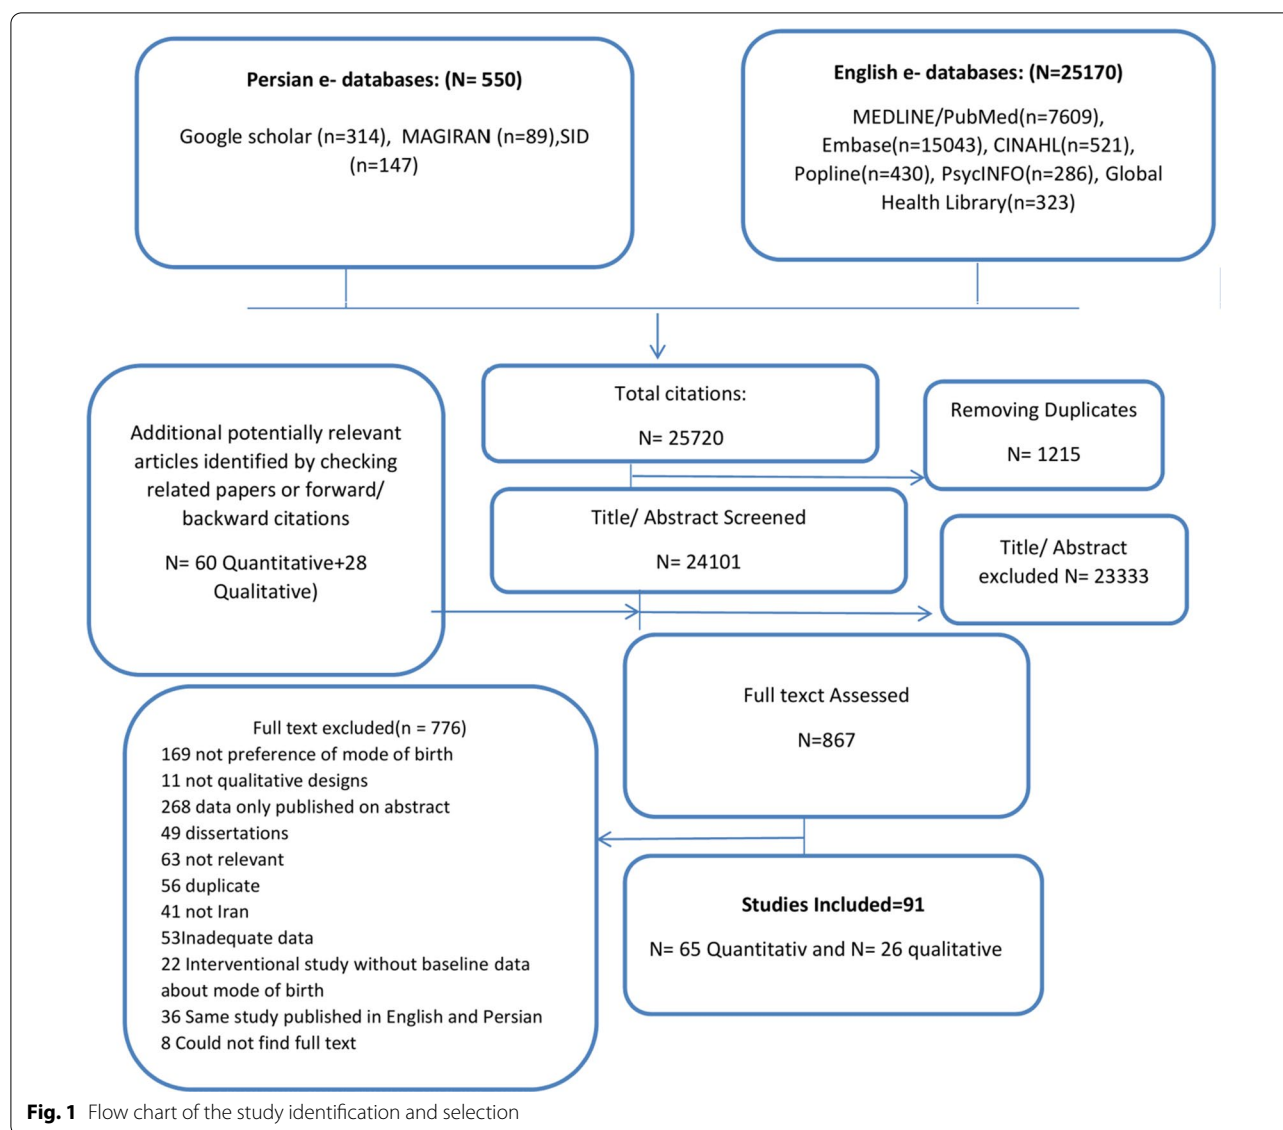 Persian e- databases: (N= 550)
Google scholar (n=314),  MAGIRAN (n=89),SID
(n=147)
English e- databases: (N=25170)
MEDLINE/PubMed(n=7609),
Embase(n=15043), CINAHL(n=521),
Popline(n=430), PsycINFO(n=286), Global
Health Library(n=323)
Total citations:
N= 25720
Removing Duplicates
N= 1215
Additional potentially relevant
articles identified by checking
related papers or forward/
backward citations
N= 60 Quantitative+28
Qualitative)
Title/ Abstract Screened
N= 24101
Title/ Abstract
excluded N= 23333
Full texct Assessed
N=867
Full text excluded(n = 776)
169 not preference of mode of birth
11 not qualitative designs
268 data only published on abstract
49 dissertations
63 not relevant
56 duplicate
41 not Iran
53Inadequate data
22 Interventional study without baseline data
about mode of birth
36 Same study published in English and Persian
8 Could not find full text
Studies Included=91
N= 65 Quantitativ and N= 26 qualitative
Fig. 1 Flow chart of the study identification and selection